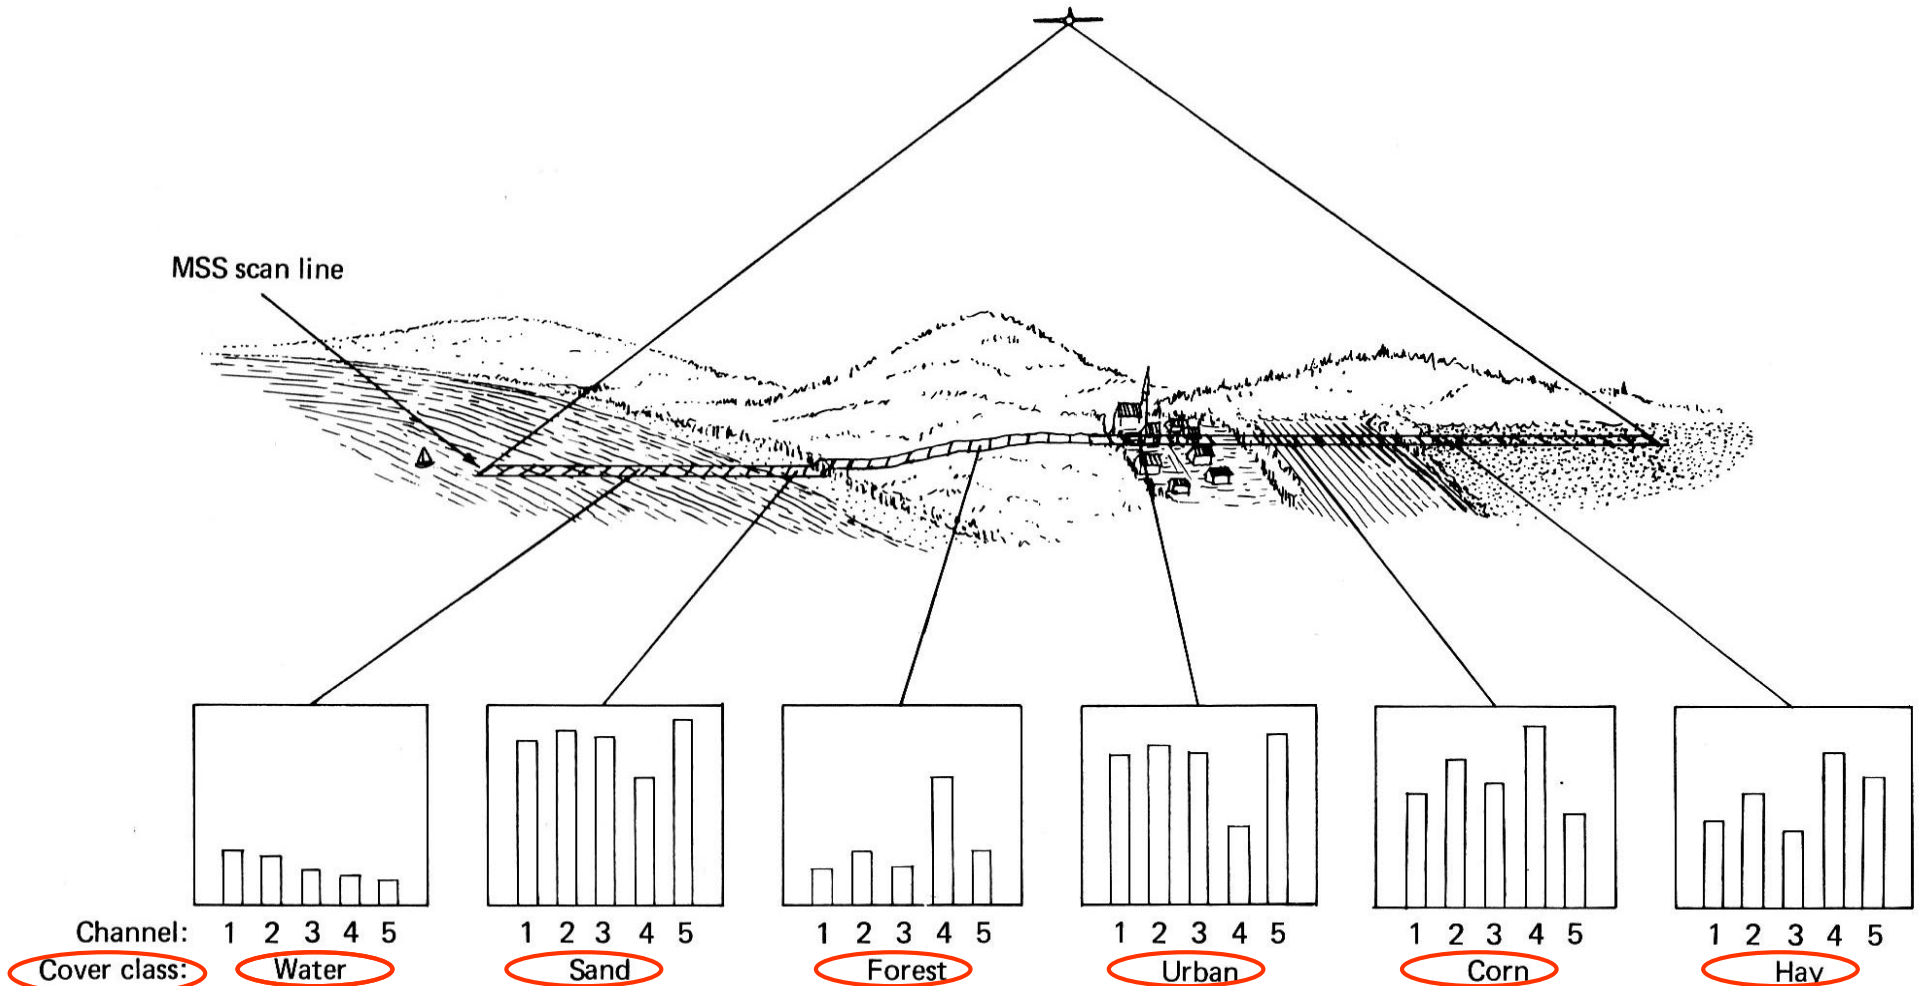 MSS scan line
Channel: 1 2 3 4 5 1 2 3 4 5 1 2 3 4 5 1 2 3 4 5 1 2 3 4 5 1 2 3 4 5
Cover class: Water Sand Forest Urban Corn Hay